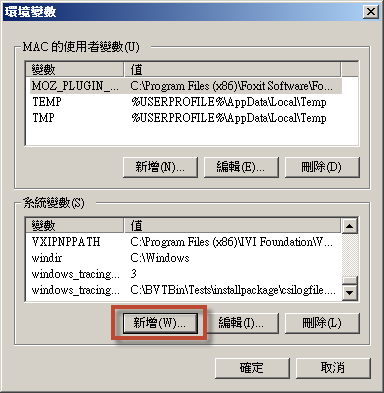 環境變數
MAC 的使用者變數(U)
變數 值
MOZ_PLUGIN_... C:\Program Files (x86)\Foxit Software\Fo...
TEMP %USERPROFILE%\AppData\Local\Temp
TMP %USERPROFILE%\AppData\Local\Temp
新增(N)... 編輯(E)... 刪除(D)
系統變數(S)
變數 值
VXIPNPPATH C:\Program Files (x86)\IVI Foundation\V...
windir C:\Windows
windows_tracing... 3
windows_tracing... C:\BVTBin\Tests\installpackage\csilogfile....
新增(W)... 編輯(I)... 刪除(L)
確定 取消